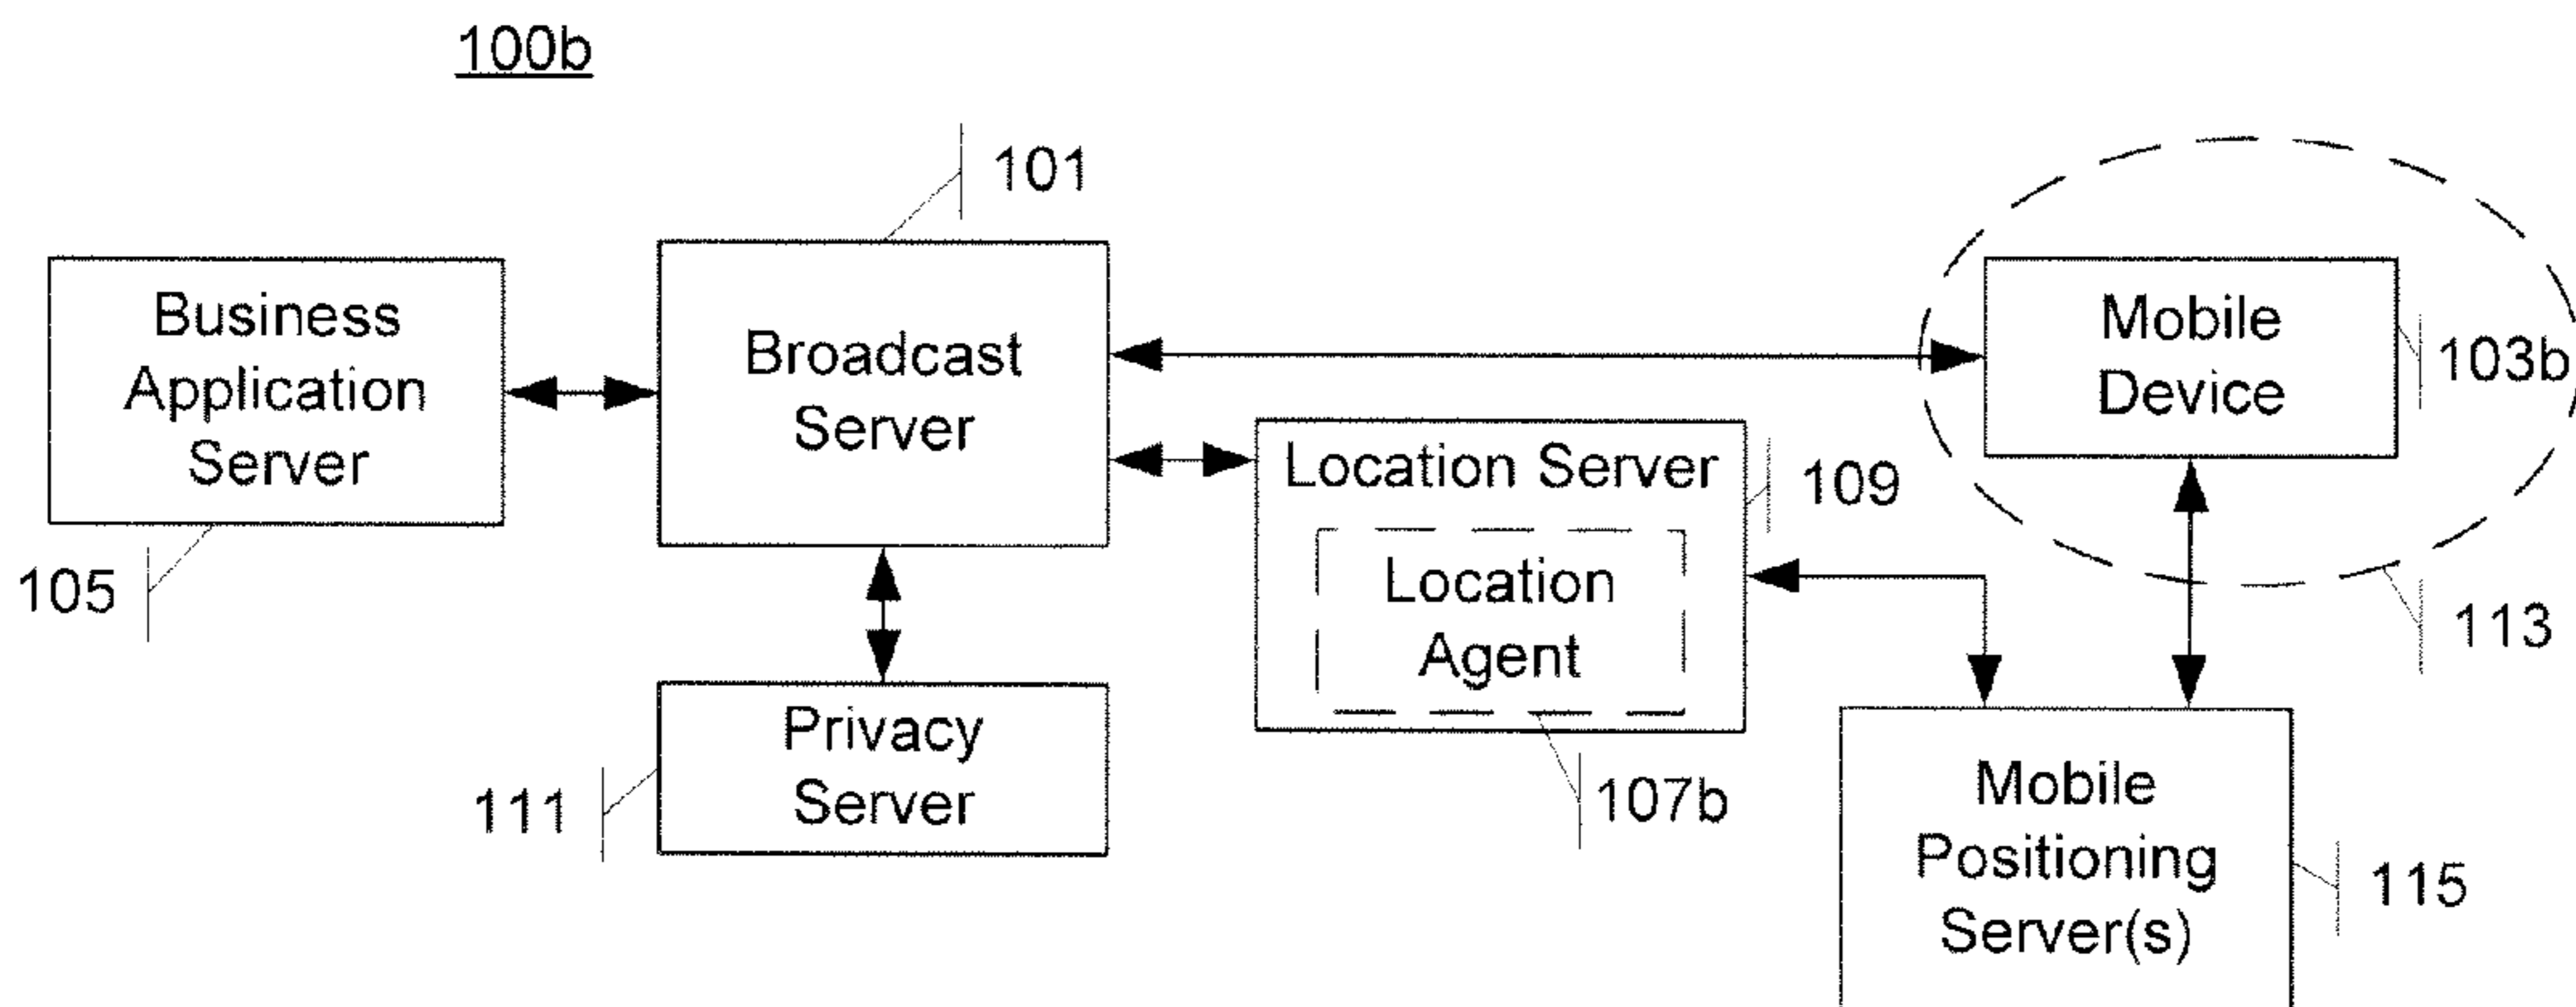 100b
101
Business
Application
Server
105
Broadcast
Server
Mobile
Device
103b
Location Server
109
Location
Agent
107b
113
Privacy
Server
111
Mobile
Positioning
Server(s)
115